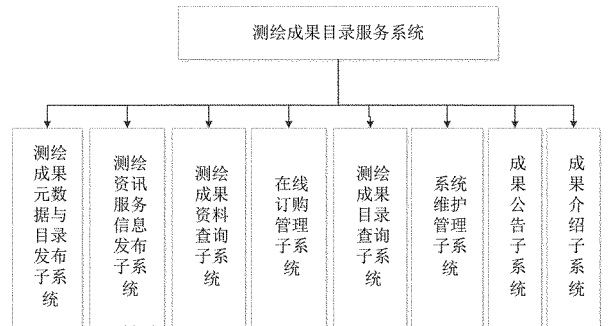 测绘成果目录服务系统
测绘成果元数据与目录发布子系统
测绘资讯服务信息发布子系统
测绘成果资料查询子系统
在线订购管理子系统
测绘成果目录查询子系统
系统维护管理子系统
成果公告子系统
成果介绍子系统